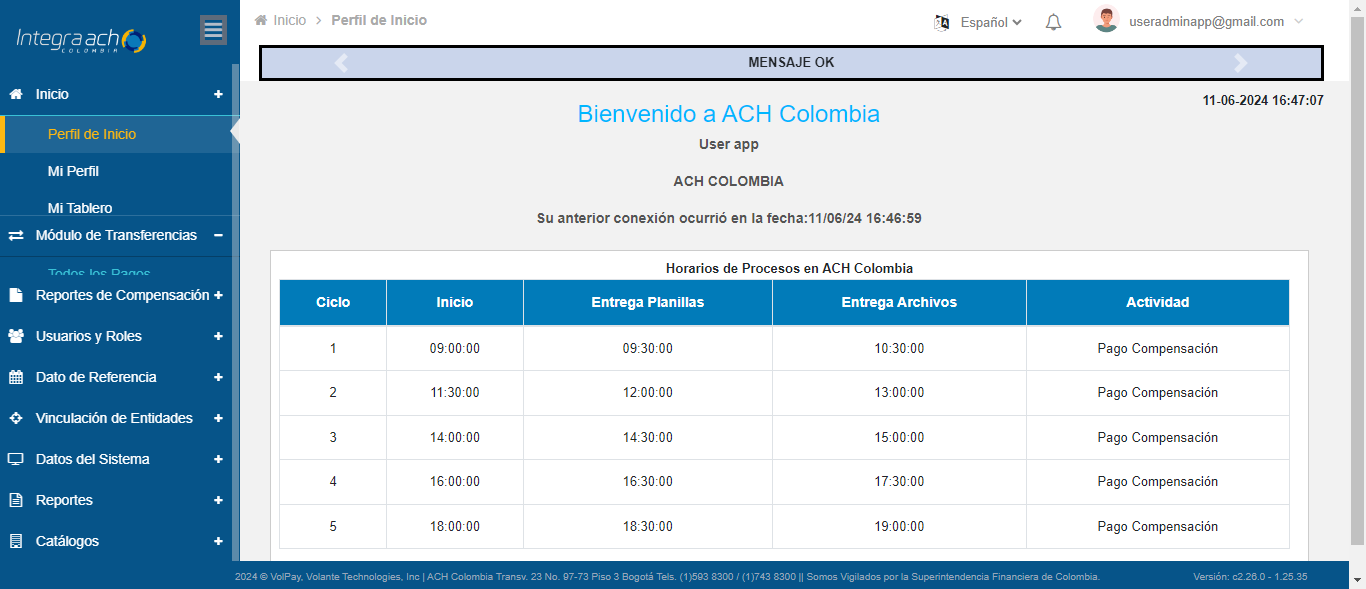 Integra ach
COLOMBIA
Inicio
Perfil de Inicio
Mi Perfil
Mi Tablero
Módulo de Transferencias
Todos los Pagos
Reportes de Compensación
Usuarios y Roles
Dato de Referencia
Vinculación de Entidades
Datos del Sistema
Reportes
Catálogos
Inicio > Perfil de Inicio
Español
useradminapp@gmail.com
MENSAJE OK
11-06-2024 16:47:07
Bienvenido a ACH Colombia
User app
ACH COLOMBIA
Su anterior conexión ocurrió en la fecha:11/06/24 16:46:59
Horarios de Procesos en ACH Colombia
Ciclo Inicio Entrega Planillas Entrega Archivos Actividad
1 09:00:00 09:30:00 10:30:00 Pago Compensación
2 11:30:00 12:00:00 13:00:00 Pago Compensación
3 14:00:00 14:30:00 15:00:00 Pago Compensación
4 16:00:00 16:30:00 17:30:00 Pago Compensación
5 18:00:00 18:30:00 19:00:00 Pago Compensación
2024 © VolPay, Volante Technologies, Inc | ACH Colombia Transv. 23 No. 97-73 Piso 3 Bogotá Tels. (1)593 8300 / (1)743 8300 || Somos Vigilados por la Superintendencia Financiera de Colombia.
Versión: c2.26.0 - 1.25.35